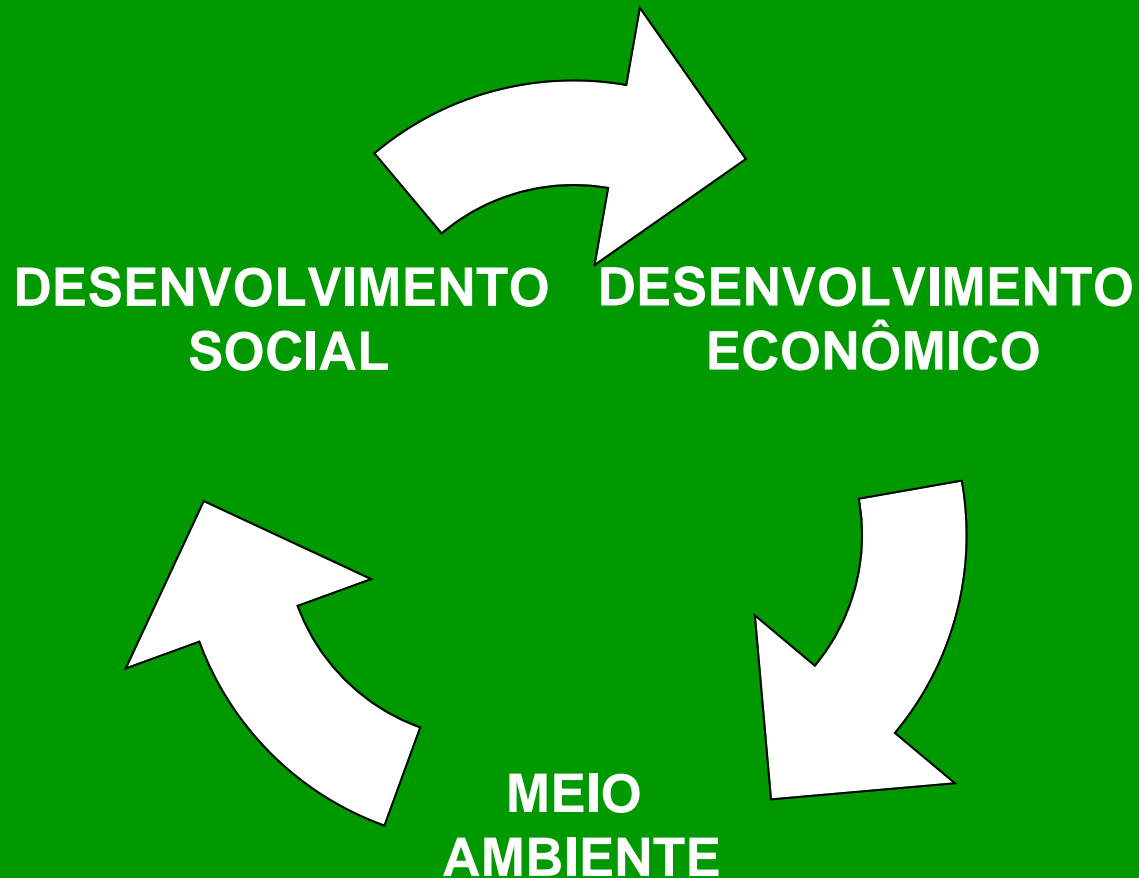 DESENVOLVIMENTO
SOCIAL
DESENVOLVIMENTO
ECONÔMICO
MEIO
AMBIENTE